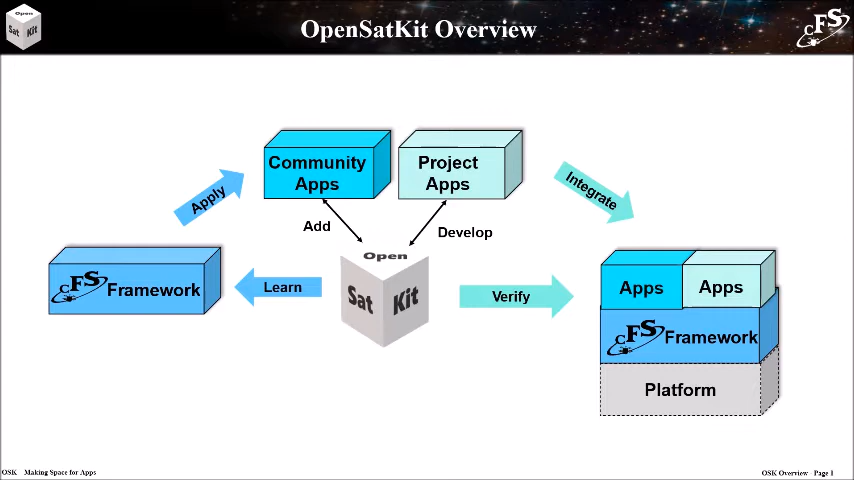 Open
Sat Kit
OpenSatKit Overview
cFS
Community
Apps
Project
Apps
Apply
Integrate
Add
Develop
Open
Sat Kit
cFS Framework
Learn
Verify
Apps
Apps
cFS Framework
Platform
OSK Making Space for Apps
OSK Overview Page 1